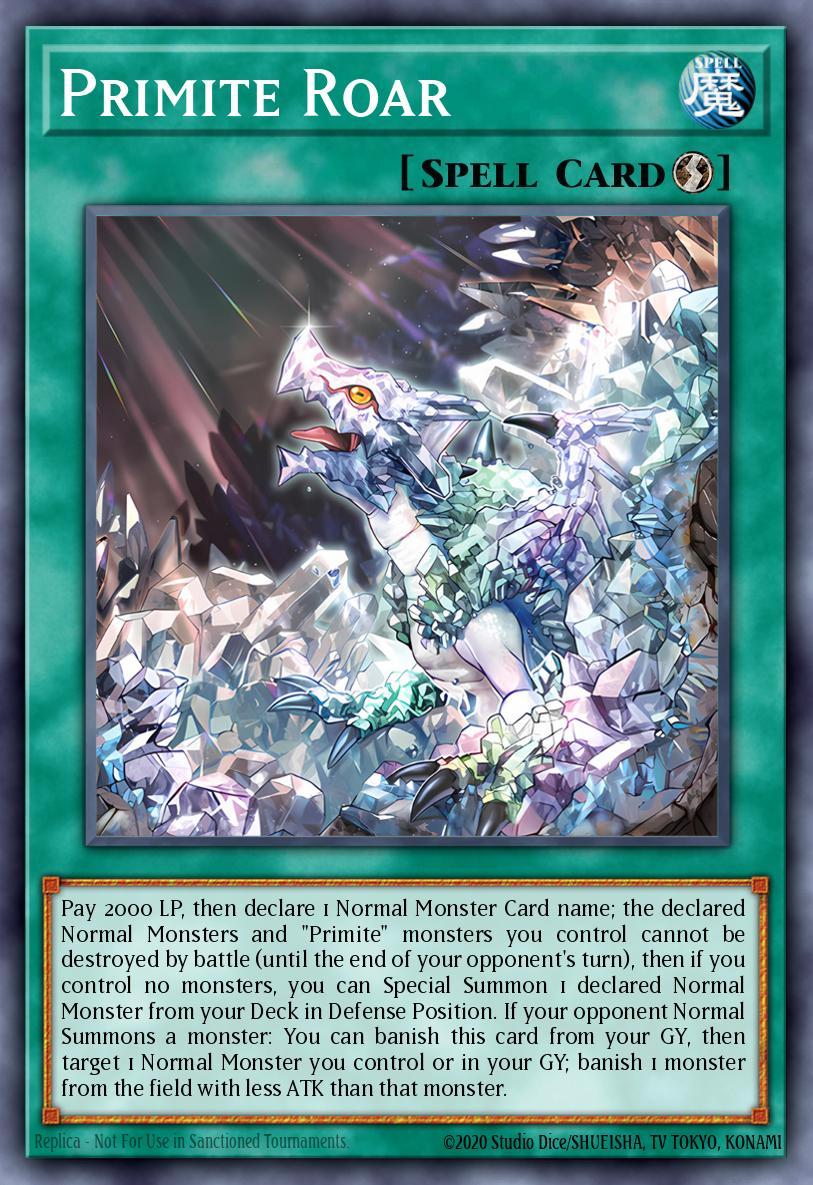 Primite Roar
SPELL
魔
[Spell Card]
Pay 2000 LP, then declare 1 Normal Monster Card name; the declared
Normal Monsters and "Primite" monsters you control cannot be
destroyed by battle (until the end of your opponent's turn), then if you
control no monsters, you can Special Summon 1 declared Normal
Monster from your Deck in Defense Position. If your opponent Normal
Summons a monster: You can banish this card from your GY, then
target 1 Normal Monster you control or in your GY; banish 1 monster
from the field with less ATK than that monster.
Replica - Not For Use in Sanctioned Tournaments.
©2020 Studio Dice/SHUEISHA, TV TOKYO, KONAMI